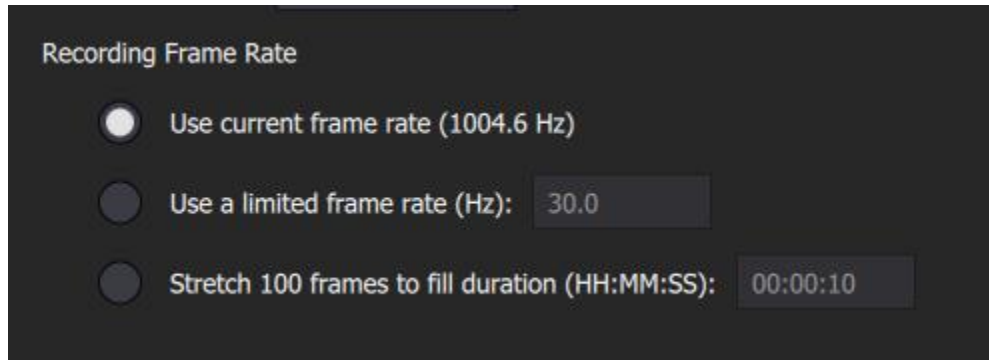 Recording Frame Rate
Use current frame rate (1004.6 Hz)
Use a limited frame rate (Hz): 30.0
Stretch 100 frames to fill duration (HH:MM:SS): 00:00:10